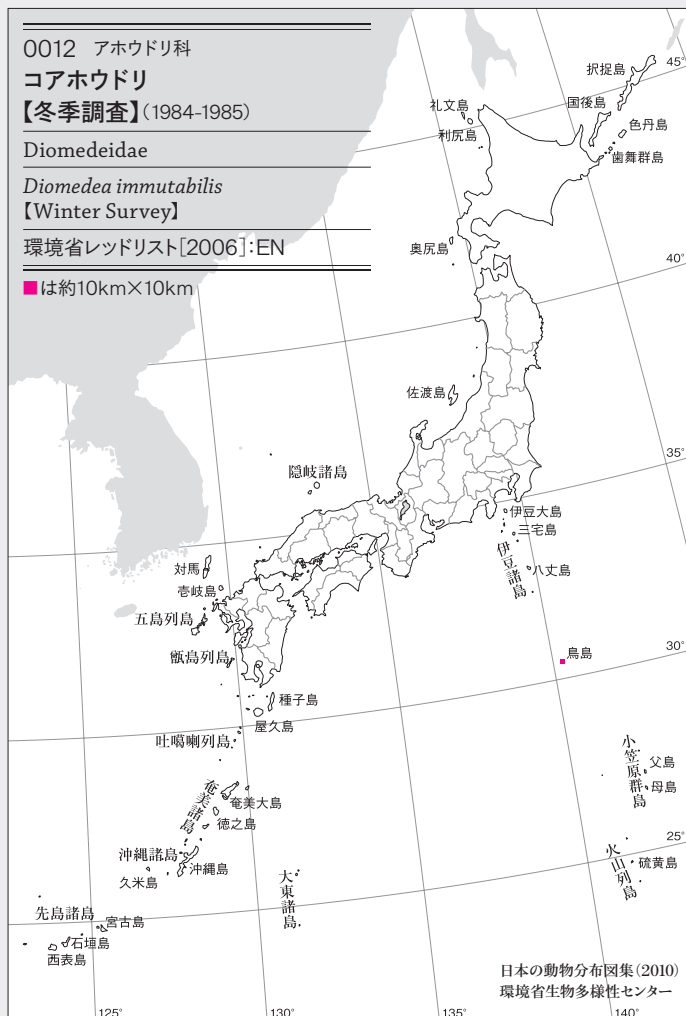 0012 アホウドリ科
コアホウドリ
【冬季調査】(1984-1985)
Diomedeidae
Diomedea immutabilis
【Winter Survey】
環境省レッドリスト[2006]:EN
■は約10km×10km
択捉島
45°
礼文島
国後島
利尻島
色丹島
歯舞群島
奥尻島
40°
佐渡島
35°
隠岐諸島
伊豆大島
三宅島
伊豆諸島
八丈島
対馬
壱岐島
五島列島
甑島列島
鳥島
30°
種子島
屋久島
吐噶喇列島
小笠原群島
父島
母島
奄美諸島
奄美大島
徳之島
25°
沖縄諸島
沖縄島
久米島
火山列島
硫黄島
大東諸島
先島諸島
宮古島
石垣島
西表島
日本の動物分布図集(2010)
環境省生物多様性センター
125°
130°
135°
140°